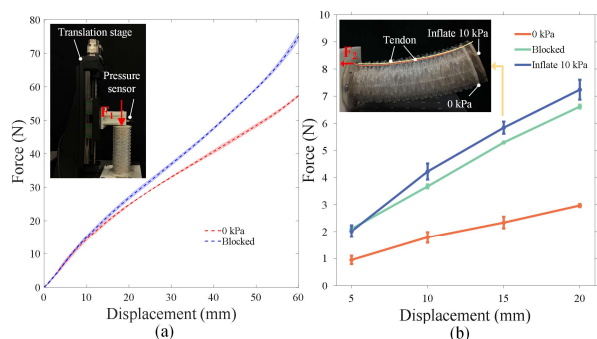 80
70
60
50
40
30
20
10
0
Force (N)
Translation stage
Pressure
sensor
0 kPa
Blocked
0
10
20
30
40
50
60
Displacement (mm)
(a)
10
9
8
7
6
5
4
3
2
1
0
Force (N)
Inflate 10 kPa
Tendon
0 kPa
0 kPa
Blocked
Inflate 10 kPa
5
10
15
20
Displacement (mm)
(b)